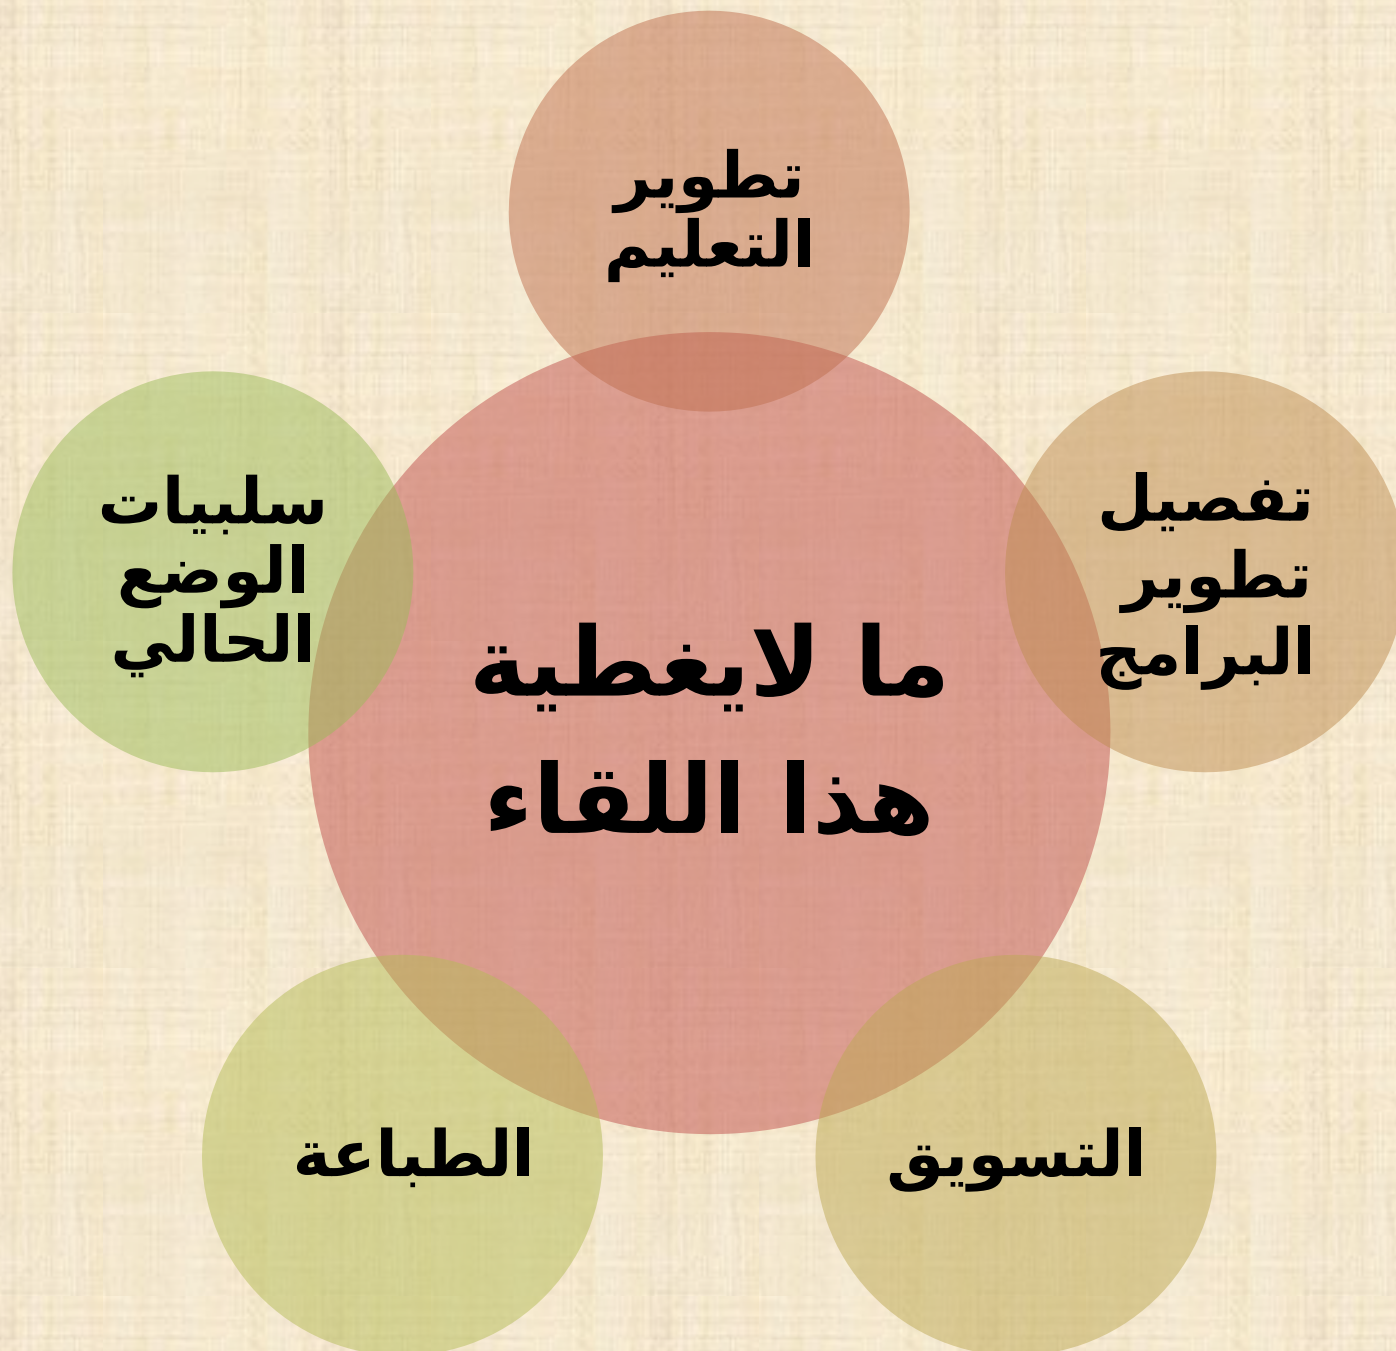 تطوير
التعليم
تفصيل
تطوير
البرامج
سلبيات
الوضع
الحالي
ما لايغطية
هذا اللقاء
التسويق
الطباعة